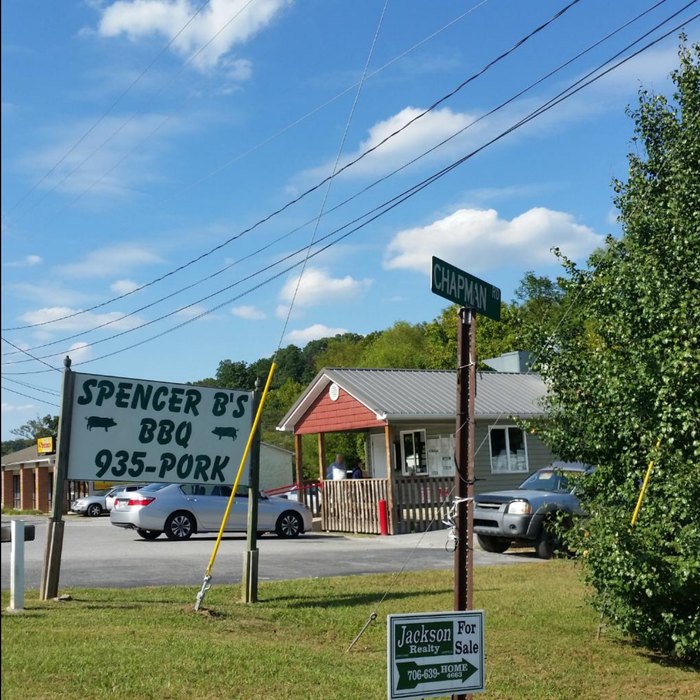 CHAPMAN RD
SPENCER B'S
BBQ
935-PORK
Jackson
Realty
For
Sale
706-639-
HOME
4663